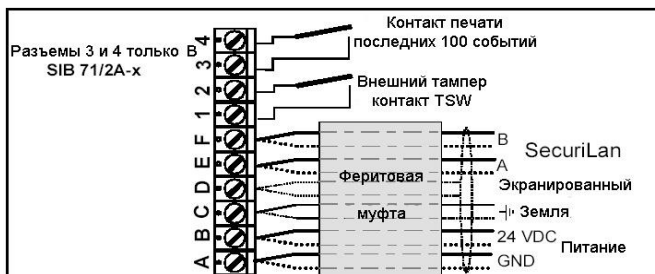 Контакт печати
последних 100 событий
Разъемы 3 и 4 только В
SIB 71/2A-x
4
3
2
1
F
E
D
C
B
A
Внешний тампер
контакт TSW
Феритовая
муфта
B
A
SecuriLan
Экранированный
Земля
24 VDC
Питание
GND